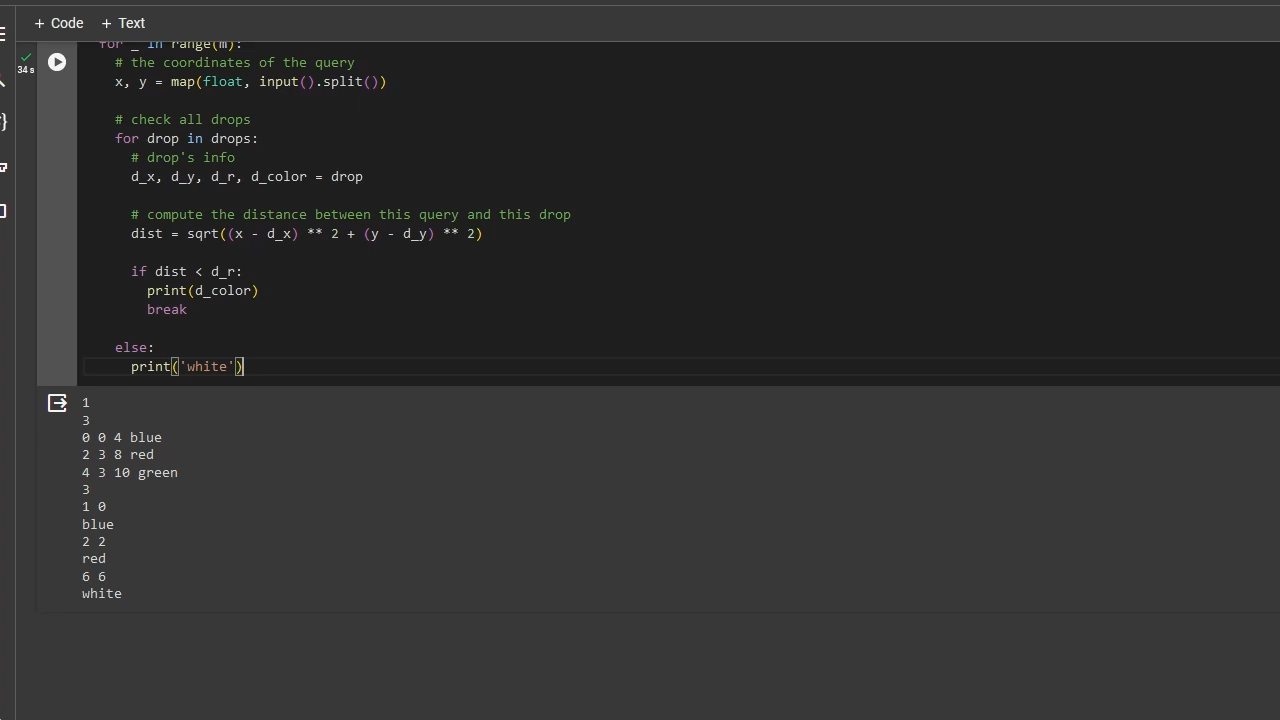 + Code + Text
for _ in range(m):
34 s
# the coordinates of the query
x, y = map(float, input().split())
# check all drops
for drop in drops:
# drop's info
d_x, d_y, d_r, d_color = drop
# compute the distance between this query and this drop
dist = sqrt((x - d_x) ** 2 + (y - d_y) ** 2)
if dist < d_r:
print(d_color)
break
else:
print('white')
1
3
0 0 4 blue
2 3 8 red
4 3 10 green
3
1 0
blue
2 2
red
6 6
white